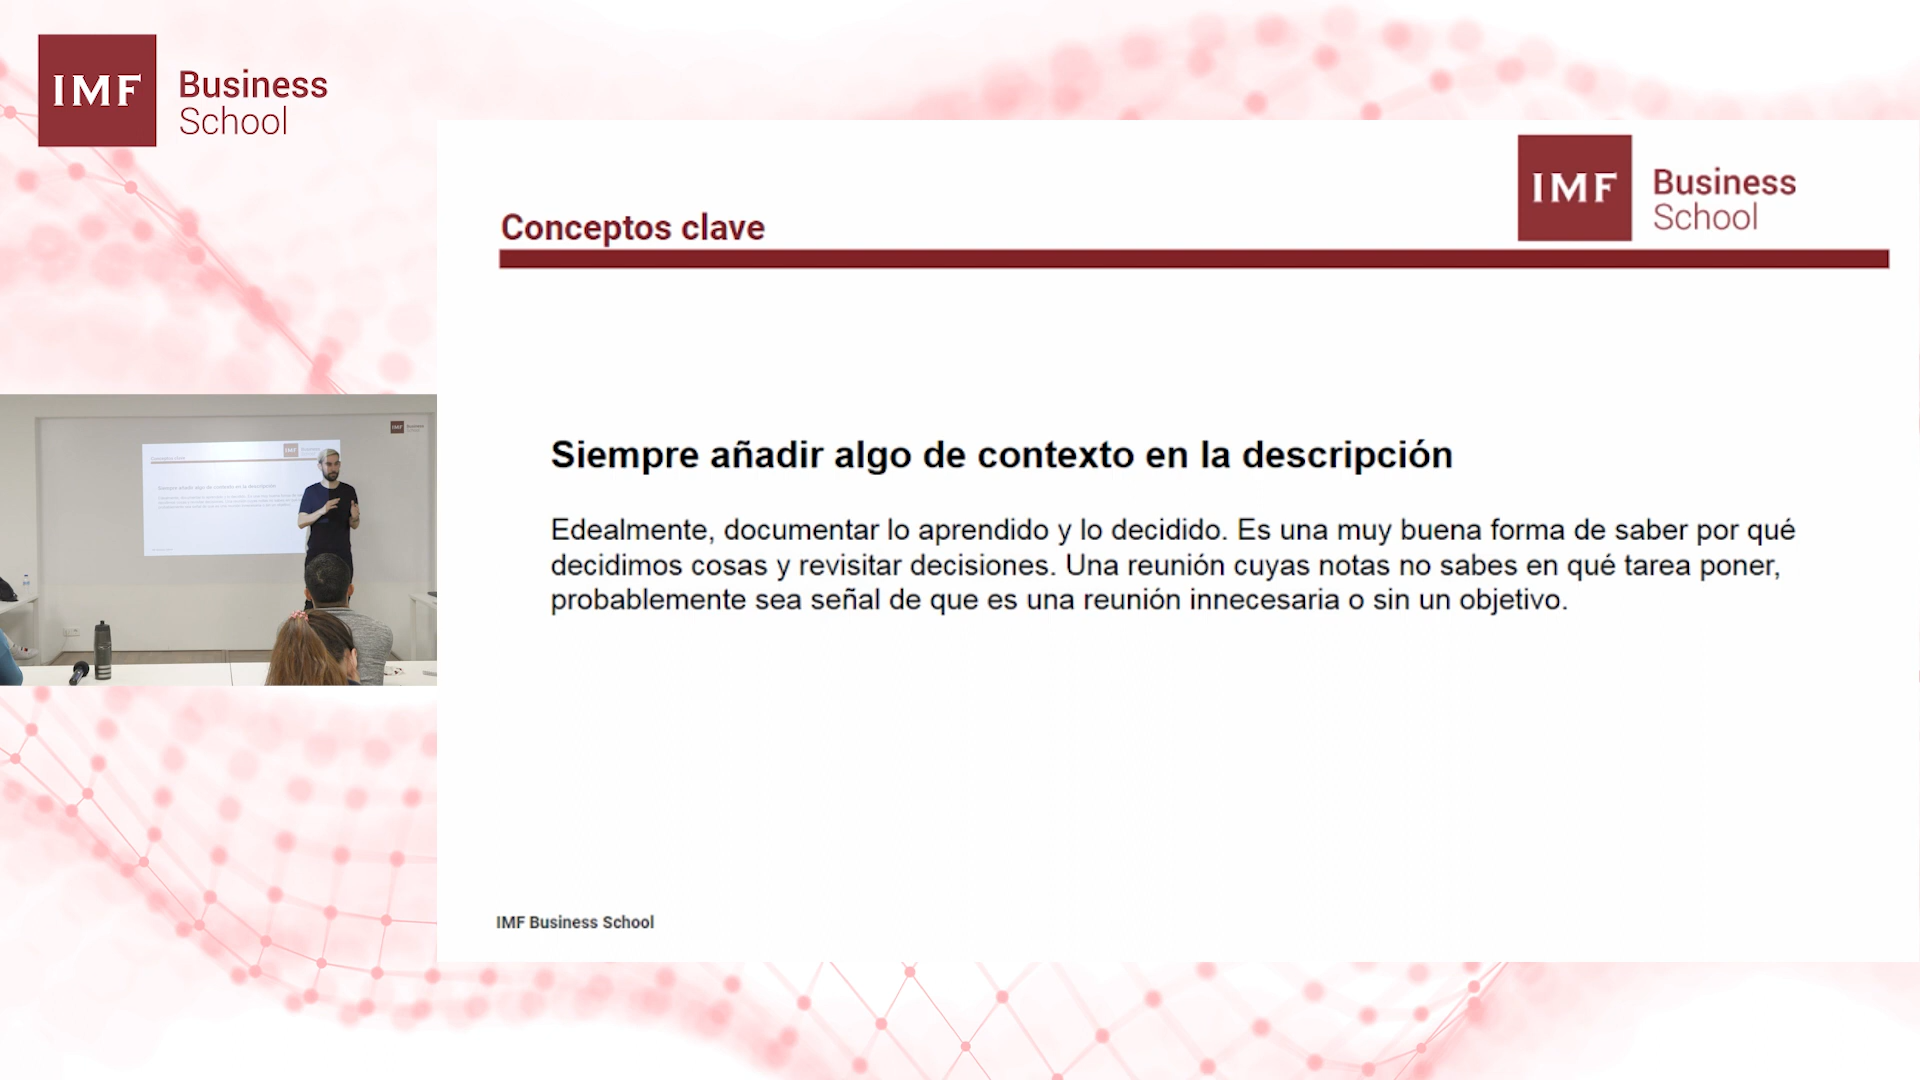 IMF Business
School
IMF Business
School
Conceptos clave
Siempre añadir algo de contexto en la descripción
Edealmente, documentar lo aprendido y lo decidido. Es una muy buena forma de saber por qué
decidimos cosas y revisitar decisiones. Una reunión cuyas notas no sabes en qué tarea poner,
probablemente sea señal de que es una reunión innecesaria o sin un objetivo.
IMF Business School